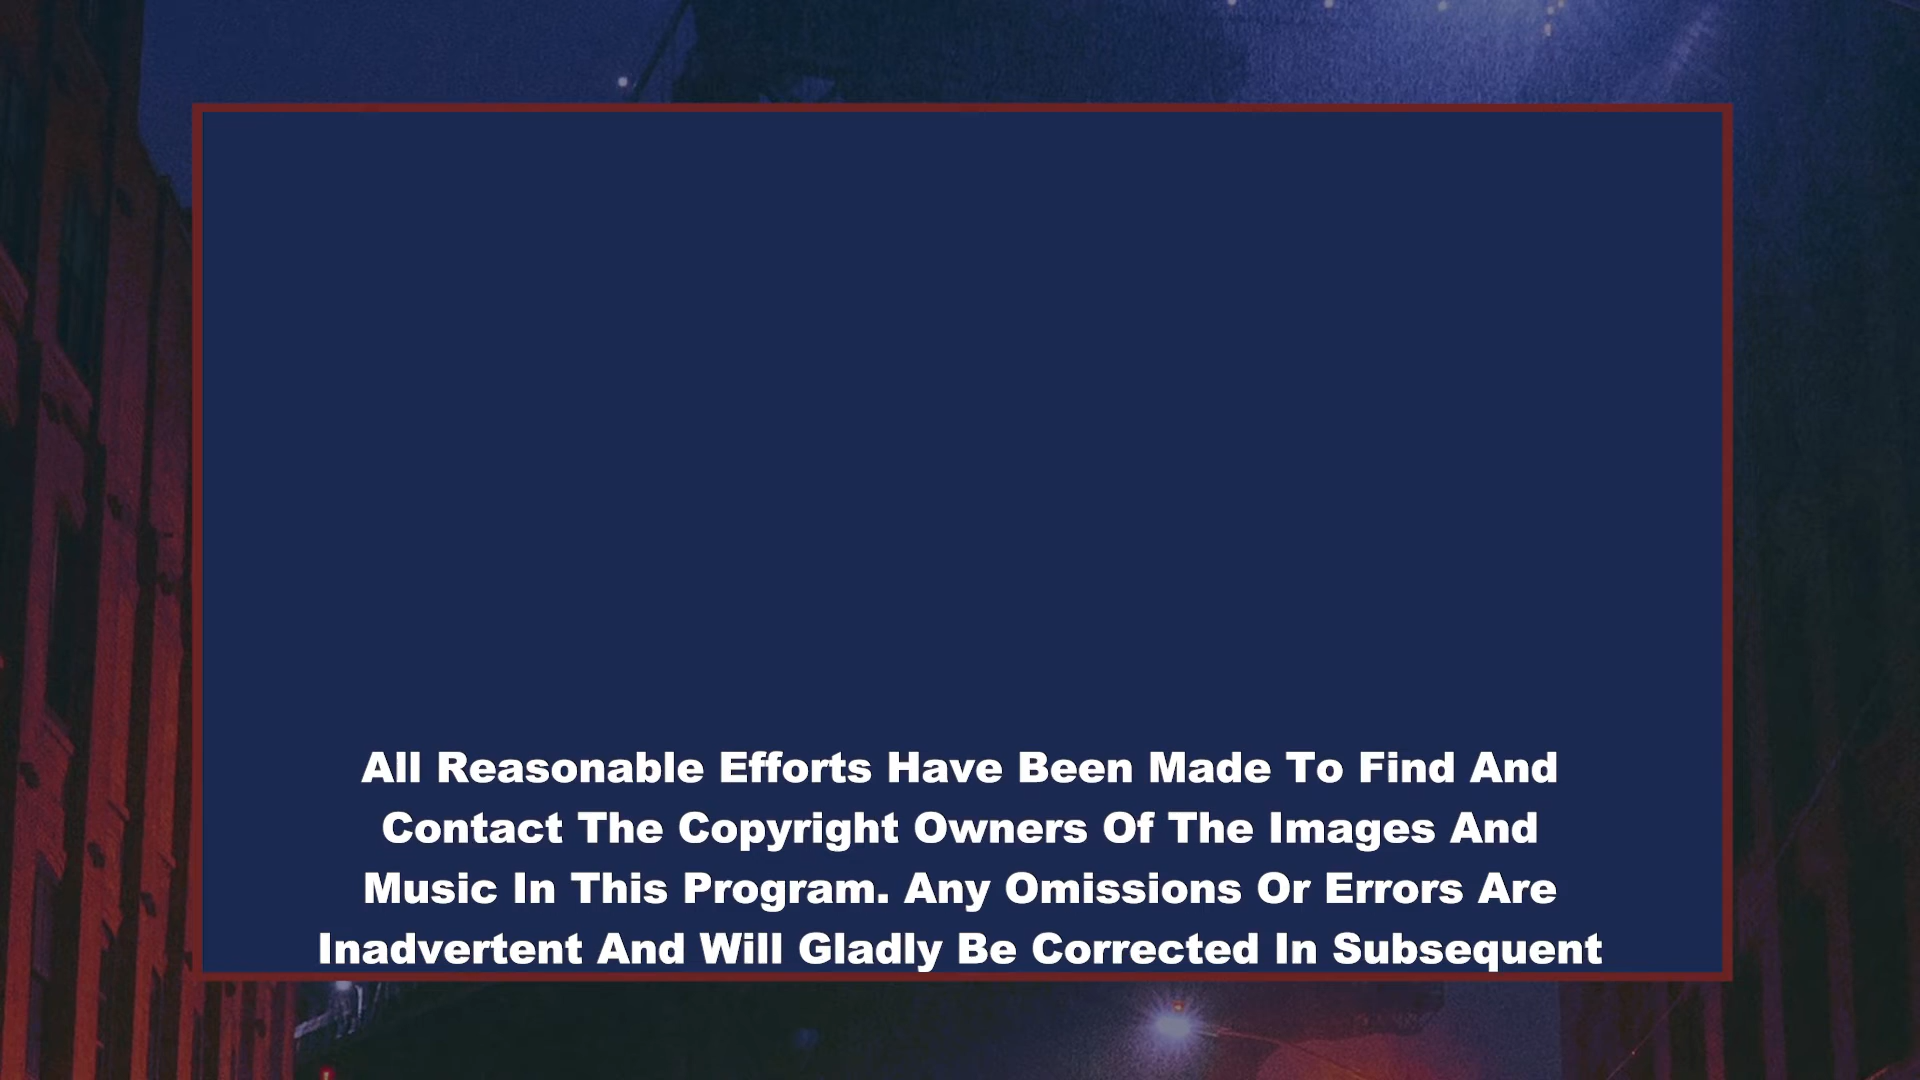 All Reasonable Efforts Have Been Made To Find And
Contact The Copyright Owners Of The Images And
Music In This Program. Any Omissions Or Errors Are
Inadvertent And Will Gladly Be Corrected In Subsequent